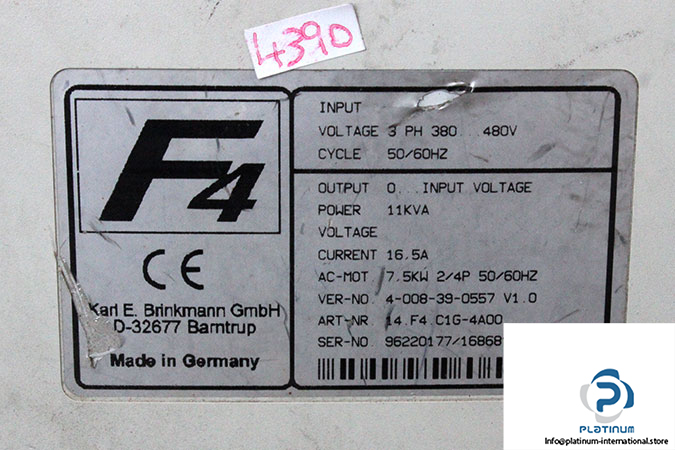 4390
F4
CE
Karl E. Brinkmann GmbH
D-32677 Barntrup
Made in Germany
INPUT
VOLTAGE 3 PH 380...480V
CYCLE 50/60HZ
OUTPUT 0...INPUT VOLTAGE
POWER 11KVA
VOLTAGE
CURRENT 16,5A
AC-MOT 7,5KW 2/4P 50/60HZ
VER-NO. 4-008-39-0557 V1.0
ART-NR. 14.F4.C1G-4A00
SER-NO. 96220177/16868
PLATINUM
Info@platinum-international.store